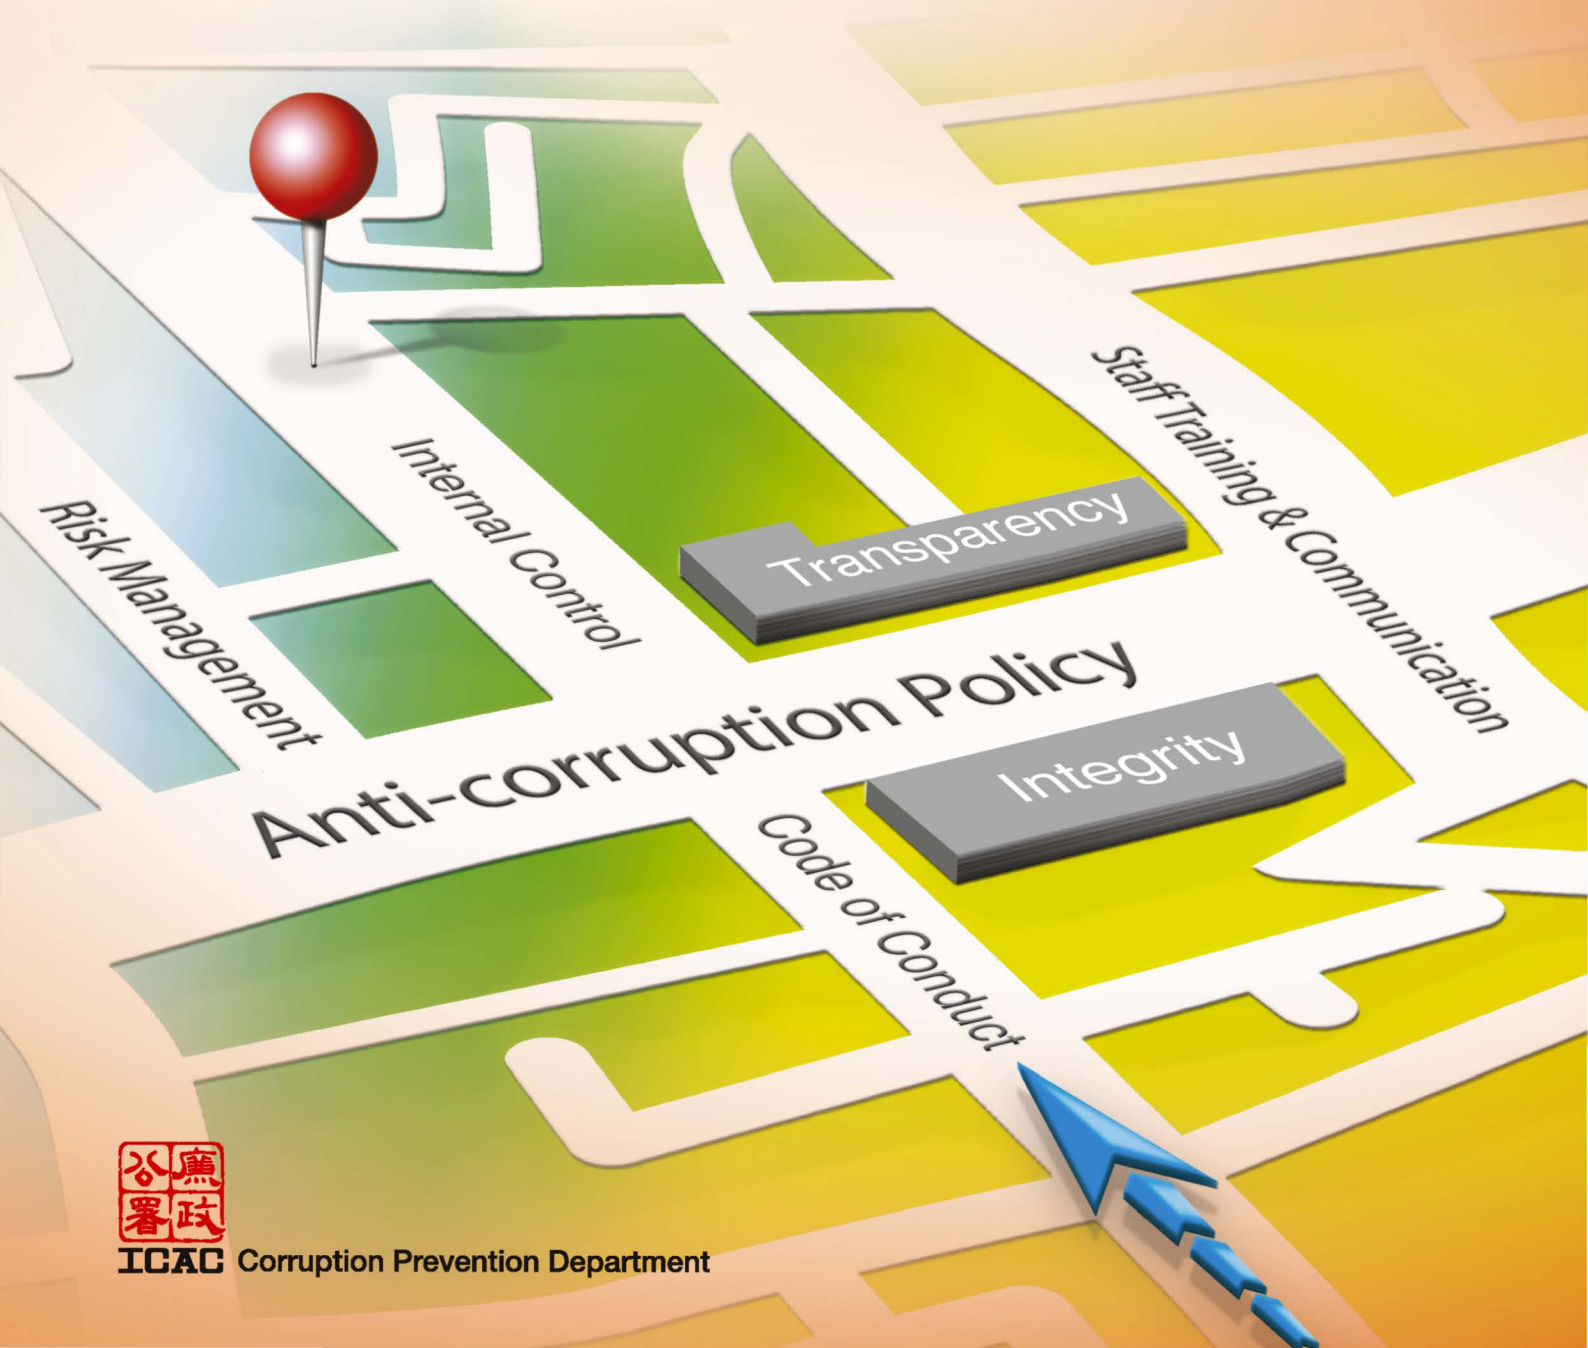 Staff Training & Communication
Internal Control
Transparency
Risk Management
Anti-corruption Policy
Integrity
Code of Conduct
廉政公署
ICAC Corruption Prevention Department